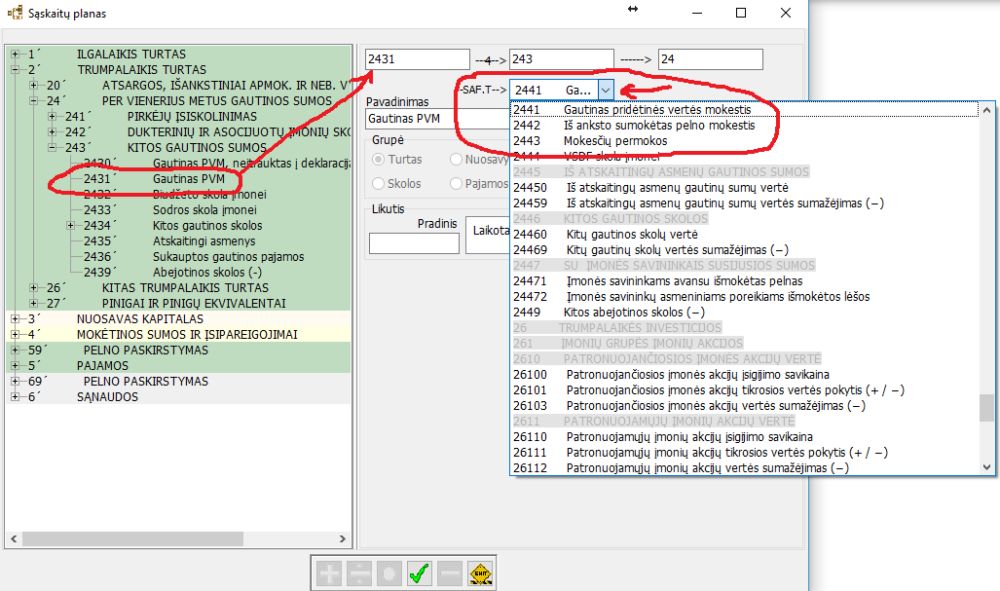 Sąskaitų planas
1´ ILGALAIKIS TURTAS
2´ TRUMPALAIKIS TURTAS
20´ ATSARGOS, IŠANKSTINIAI APMOK. IR NEB. V
24´ PER VIENERIUS METUS GAUTINOS SUMOS
241´ PIRKĖJŲ ĮSISKOLINIMAS
242´ DUKTERINIŲ IR ASOCIJUOTŲ ĮMONIŲ SKO
243´ KITOS GAUTINOS SUMOS
2430´ Gautinas PVM, neįtrauktas į deklaracija
2431´ Gautinas PVM
2432´ Biudžeto skola įmonei
2433´ Sodros skola įmonei
2434´ Kitos gautinos skolos
2435´ Atskaitingi asmenys
2436´ Sukauptos gautinos pajamos
2439´ Abejotinos skolos (-)
26´ KITAS TRUMPALAIKIS TURTAS
27´ PINIGAI IR PINIGŲ EKVIVALENTAI
3´ NUOSAVAS KAPITALAS
4´ MOKĖTINOS SUMOS IR ĮSIPAREIGOJIMAI
59´ PELNO PASKIRSTYMAS
5´ PAJAMOS
69´ PELNO PASKIRSTYMAS
6´ SĄNAUDOS
2431 --4--> 243 ------> 24
-SAF.T--> 2441 Ga...
Pavadinimas
Gautinas PVM
Grupė
Turtas Nuosavy
Skolos Pajamos
Likutis
Pradinis
Laikota
2441 Gautinas pridėtinės vertės mokestis
2442 Iš anksto sumokėtas pelno mokestis
2443 Mokesčių permokos
2444 VSDF skola įmonei
2445 IŠ ATSKAITINGŲ ASMENŲ GAUTINOS SUMOS
24450 Iš atskaitingų asmenų gautinų sumų vertė
24459 Iš atskaitingų asmenų gautinų sumų vertės sumažėjimas (−)
2446 KITOS GAUTINOS SKOLOS
24460 Kitų gautinos skolų vertė
24469 Kitų gautinų skolų vertės sumažėjimas (−)
2447 SU ĮMONĖS SAVININKAIS SUSIJUSIOS SUMOS
24471 Įmonės savininkams avansu išmokėtas pelnas
24472 Įmonės savininkų asmeniniams poreikiams išmokėtos lėšos
2449 Kitos abejotinos skolos (−)
26 TRUMPALAIKĖS INVESTICIJOS
261 ĮMONIŲ GRUPĖS ĮMONIŲ AKCIJOS
2610 PATRONUOJANČIOSIOS ĮMONĖS AKCIJŲ VERTĖ
26100 Patronuojančiosios įmonės akcijų įsigijimo savikaina
26101 Patronuojančiosios įmonės akcijų tikrosios vertės pokytis (+ / −)
26103 Patronuojančiosios įmonės akcijų vertės sumažėjimas (−)
2611 PATRONUOJAMŲJŲ ĮMONIŲ AKCIJŲ VERTĖ
26110 Patronuojamųjų įmonių akcijų įsigijimo savikaina
26111 Patronuojamųjų įmonių akcijų tikrosios vertės pokytis (+ / −)
26112 Patronuojamųjų įmonių akcijų vertės sumažėjimas (−)
EXIT